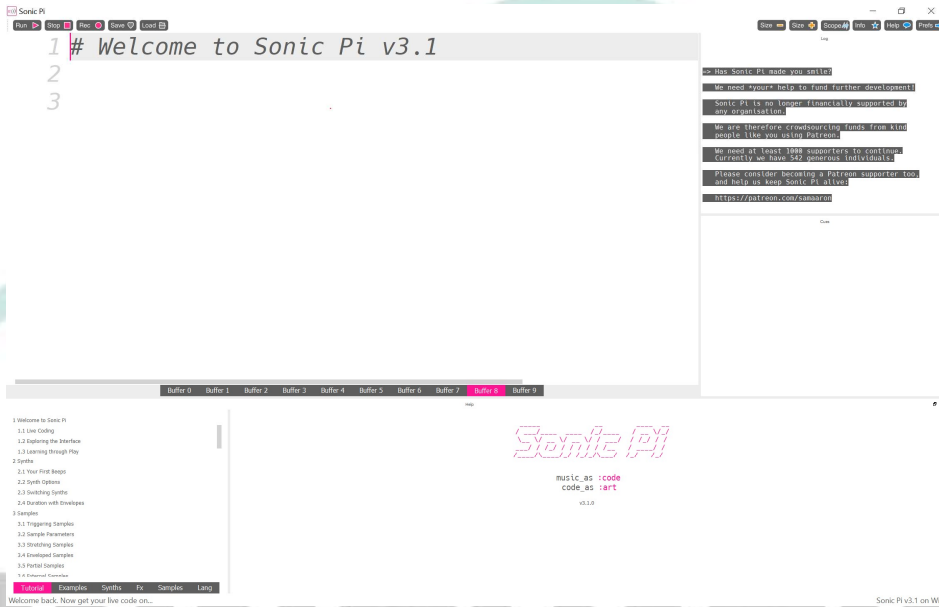 Sonic Pi
Run Stop Rec Save Load
Size Size Scope Info Help Prefs
1 # Welcome to Sonic Pi v3.1
2
3
Log
=> Has Sonic Pi made you smile?
We need *your* help to fund further development!
Sonic Pi is no longer financially supported by
any organisation.
We are therefore crowdsourcing funds from kind
people like you using Patreon.
We need at least 1000 supporters to continue.
Currently we have 542 generous individuals.
Please consider becoming a Patreon supporter too,
and help us keep Sonic Pi alive:
https://patreon.com/samaaron
Cues
Buffer 0 Buffer 1 Buffer 2 Buffer 3 Buffer 4 Buffer 5 Buffer 6 Buffer 7 Buffer 8 Buffer 9
Help
1 Welcome to Sonic Pi
1.1 Live Coding
1.2 Exploring the Interface
1.3 Learning through Play
2 Synths
2.1 Your First Beeps
2.2 Synth Options
2.3 Switching Synths
2.4 Duration with Envelopes
3 Samples
3.1 Triggering Samples
3.2 Sample Parameters
3.3 Stretching Samples
3.4 Enveloped Samples
3.5 Partial Samples
3.6 External Samples
Tutorial Examples Synths Fx Samples Lang
Sonic Pi
music_as :code
code_as :art
v3.1.0
Welcome back. Now get your live code on...
Sonic Pi v3.1 on Wi